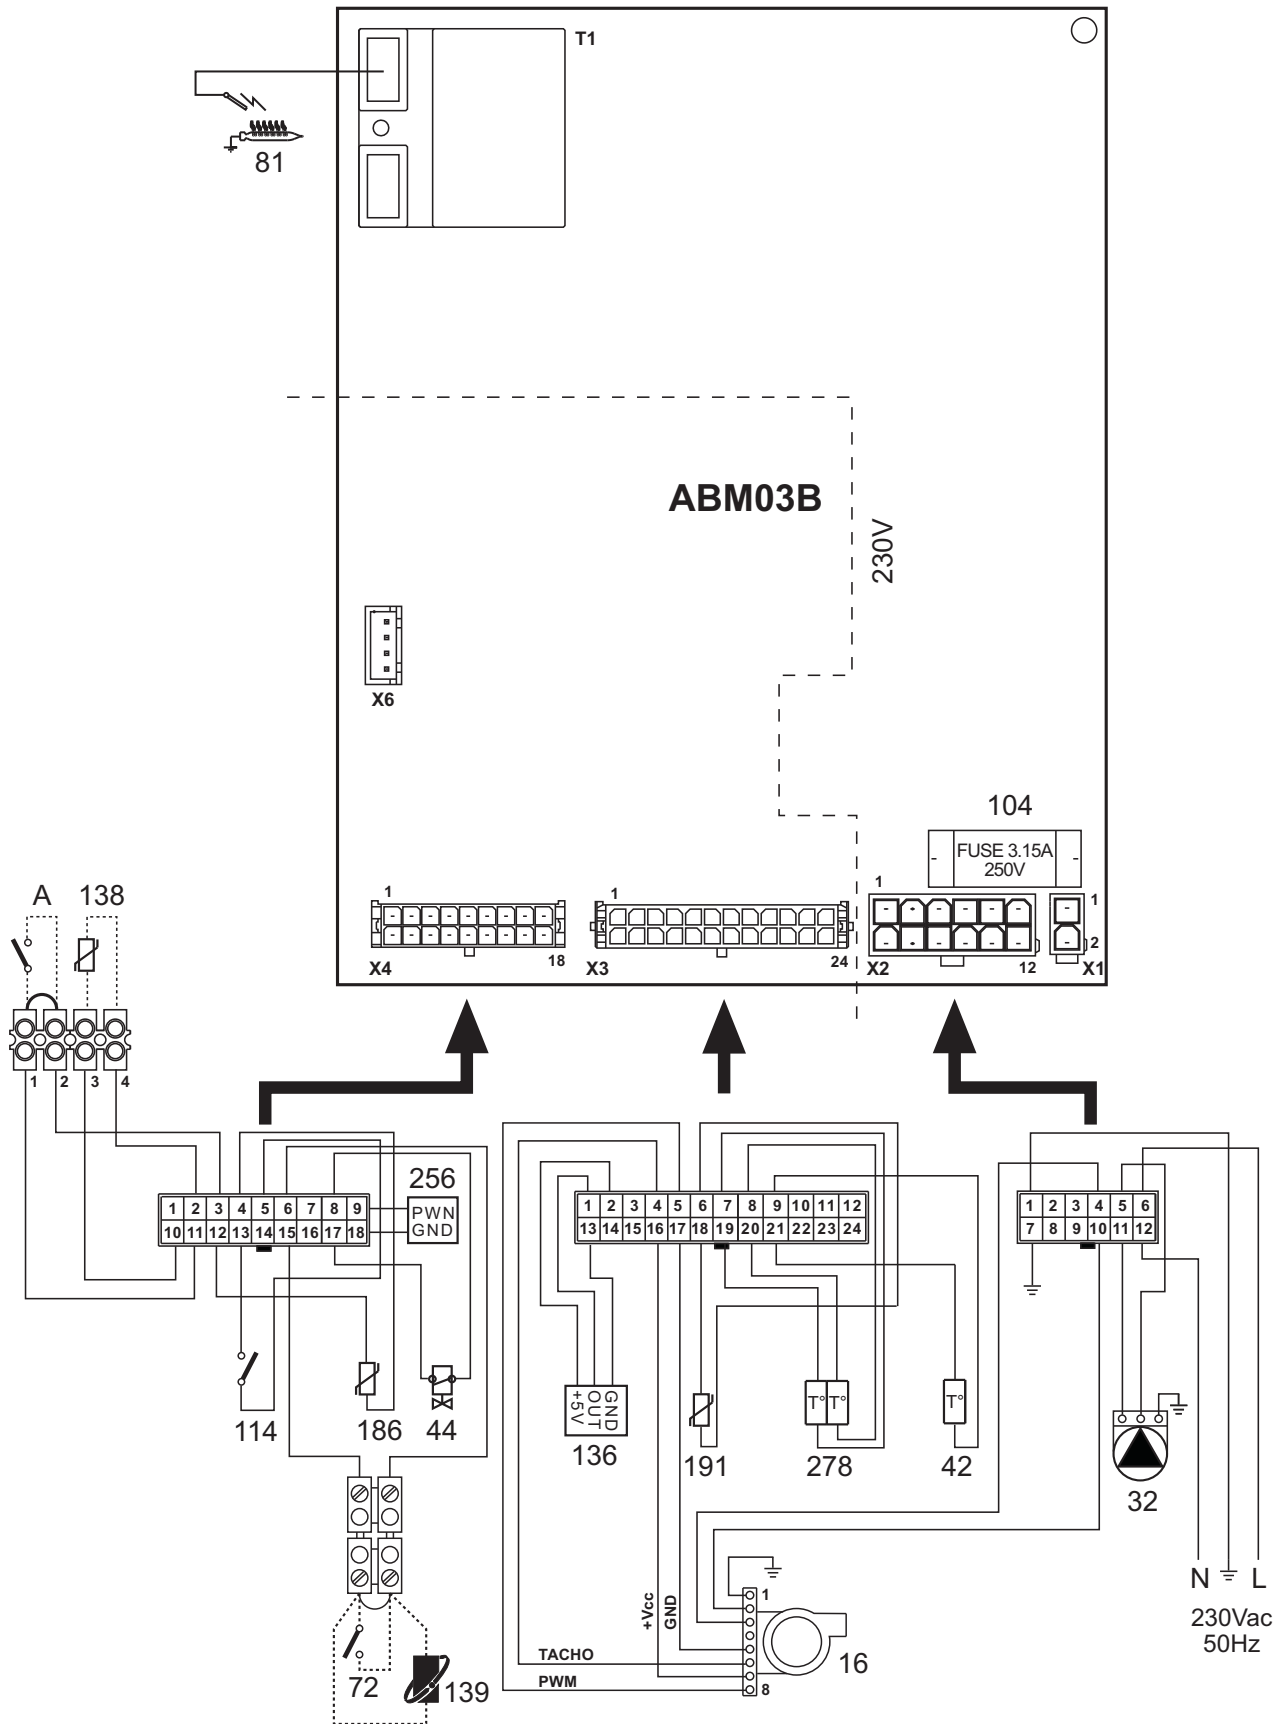 T1
81
ABM03B
230V
X6
104
FUSE 3.15A
250V
A 138
1 1 1 1
X4 18 X3 24 X2 12 X1 2
1 2 3 4
256
PWN
GND
1 2 3 4 5 6 7 8 9
10 11 12 13 14 15 16 17 18
1 2 3 4 5 6 7 8 9 10 11 12
13 14 15 16 17 18 19 20 21 22 23 24
1 2 3 4 5 6
7 8 9 10 11 12
114 186 44
+5V
OUT
GND
136 191 278 42
T° T° T°
32
N L
230Vac
50Hz
+Vcc
GND
TACHO
PWM
1
8
16
72 139